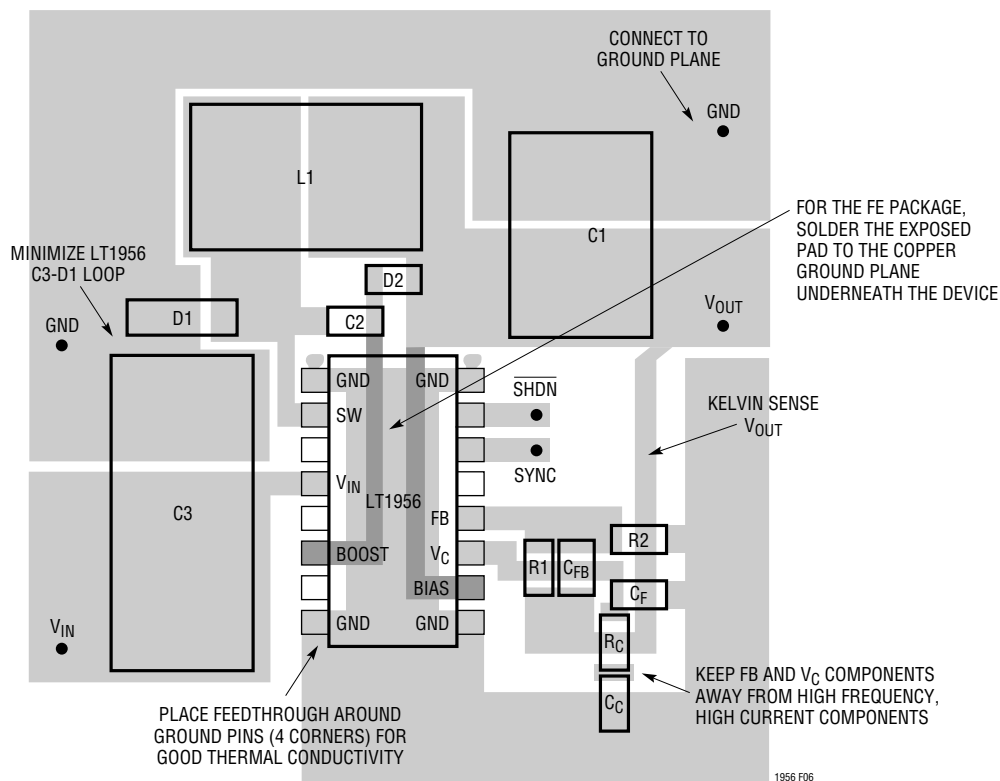 CONNECT TO
GROUND PLANE
GND
L1
C1
FOR THE FE PACKAGE,
SOLDER THE EXPOSED
PAD TO THE COPPER
GROUND PLANE
UNDERNEATH THE DEVICE
MINIMIZE LT1956
C3-D1 LOOP
D2
GND
D1
C2
VOUT
GND
GND
SHDN
SW
KELVIN SENSE
VOUT
SYNC
VIN
LT1956
C3
FB
R2
BOOST
VC
R1
CFB
BIAS
CF
VIN
GND
GND
RC
KEEP FB AND VC COMPONENTS
AWAY FROM HIGH FREQUENCY,
HIGH CURRENT COMPONENTS
CC
PLACE FEEDTHROUGH AROUND
GROUND PINS (4 CORNERS) FOR
GOOD THERMAL CONDUCTIVITY
1956 F06